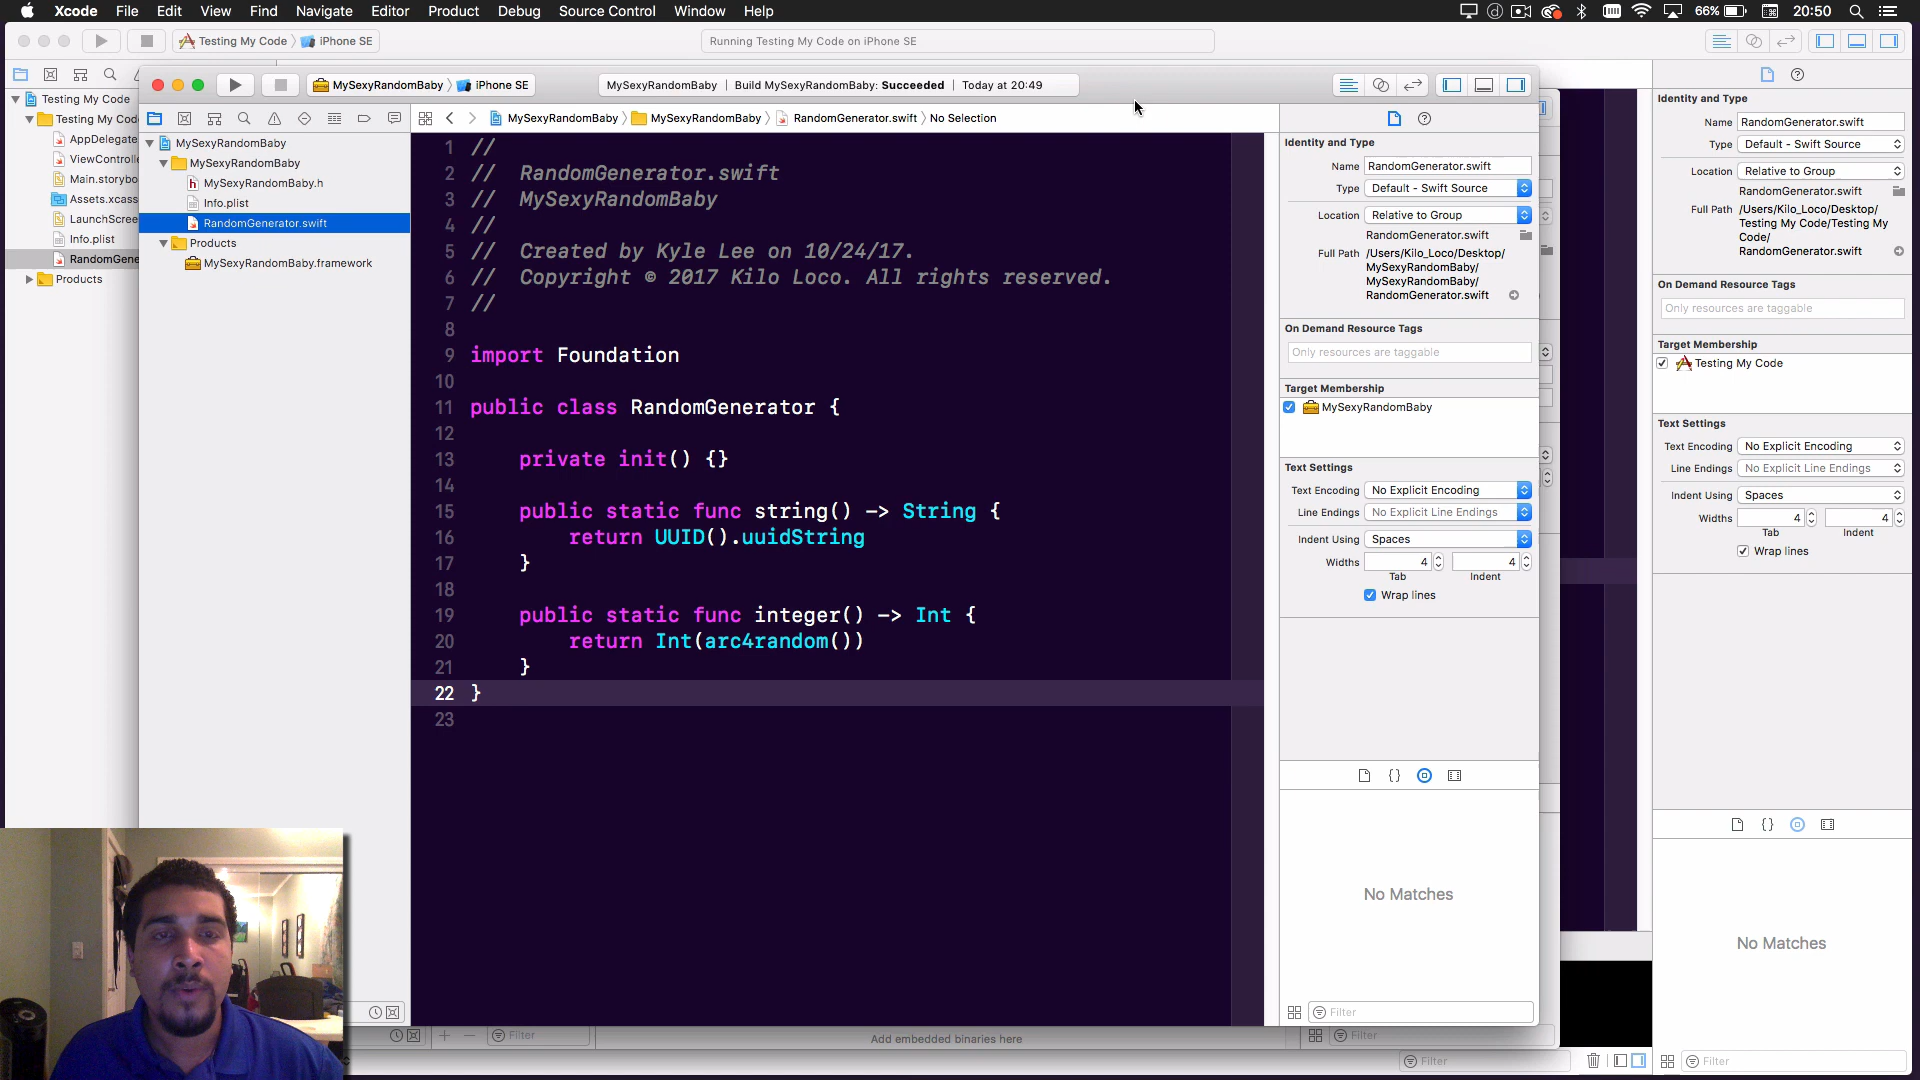 Xcode File Edit View Find Navigate Editor Product Debug Source Control Window Help 66% 20:50
Testing My Code iPhone SE Running Testing My Code on iPhone SE
MySexyRandomBaby iPhone SE MySexyRandomBaby | Build MySexyRandomBaby: Succeeded | Today at 20:49
MySexyRandomBaby MySexyRandomBaby RandomGenerator.swift No Selection
Testing My Code
Testing My Co
AppDelegate
ViewControlle
Main.storybo
Assets.xcass
LaunchScree
Info.plist
RandomGene
Products
MySexyRandomBaby
MySexyRandomBaby
MySexyRandomBaby.h
Info.plist
RandomGenerator.swift
Products
MySexyRandomBaby.framework
1 //
2 // RandomGenerator.swift
3 // MySexyRandomBaby
4 //
5 // Created by Kyle Lee on 10/24/17.
6 // Copyright © 2017 Kilo Loco. All rights reserved.
7 //
8
9 import Foundation
10
11 public class RandomGenerator {
12
13 private init() {}
14
15 public static func string() -> String {
16 return UUID().uuidString
17 }
18
19 public static func integer() -> Int {
20 return Int(arc4random())
21 }
22 }
23
Identity and Type
Name RandomGenerator.swift
Type Default - Swift Source
Location Relative to Group
RandomGenerator.swift
Full Path /Users/Kilo_Loco/Desktop/
MySexyRandomBaby/
MySexyRandomBaby/
RandomGenerator.swift
On Demand Resource Tags
Only resources are taggable
Target Membership
MySexyRandomBaby
Text Settings
Text Encoding No Explicit Encoding
Line Endings No Explicit Line Endings
Indent Using Spaces
Widths 4 4
Tab Indent
Wrap lines
No Matches
Filter
Identity and Type
Name RandomGenerator.swift
Type Default - Swift Source
Location Relative to Group
RandomGenerator.swift
Full Path /Users/Kilo_Loco/Desktop/
Testing My Code/Testing My
Code/
RandomGenerator.swift
On Demand Resource Tags
Only resources are taggable
Target Membership
Testing My Code
Text Settings
Text Encoding No Explicit Encoding
Line Endings No Explicit Line Endings
Indent Using Spaces
Widths 4 4
Tab Indent
Wrap lines
No Matches
Filter Add embedded binaries here Filter
Filter Filter